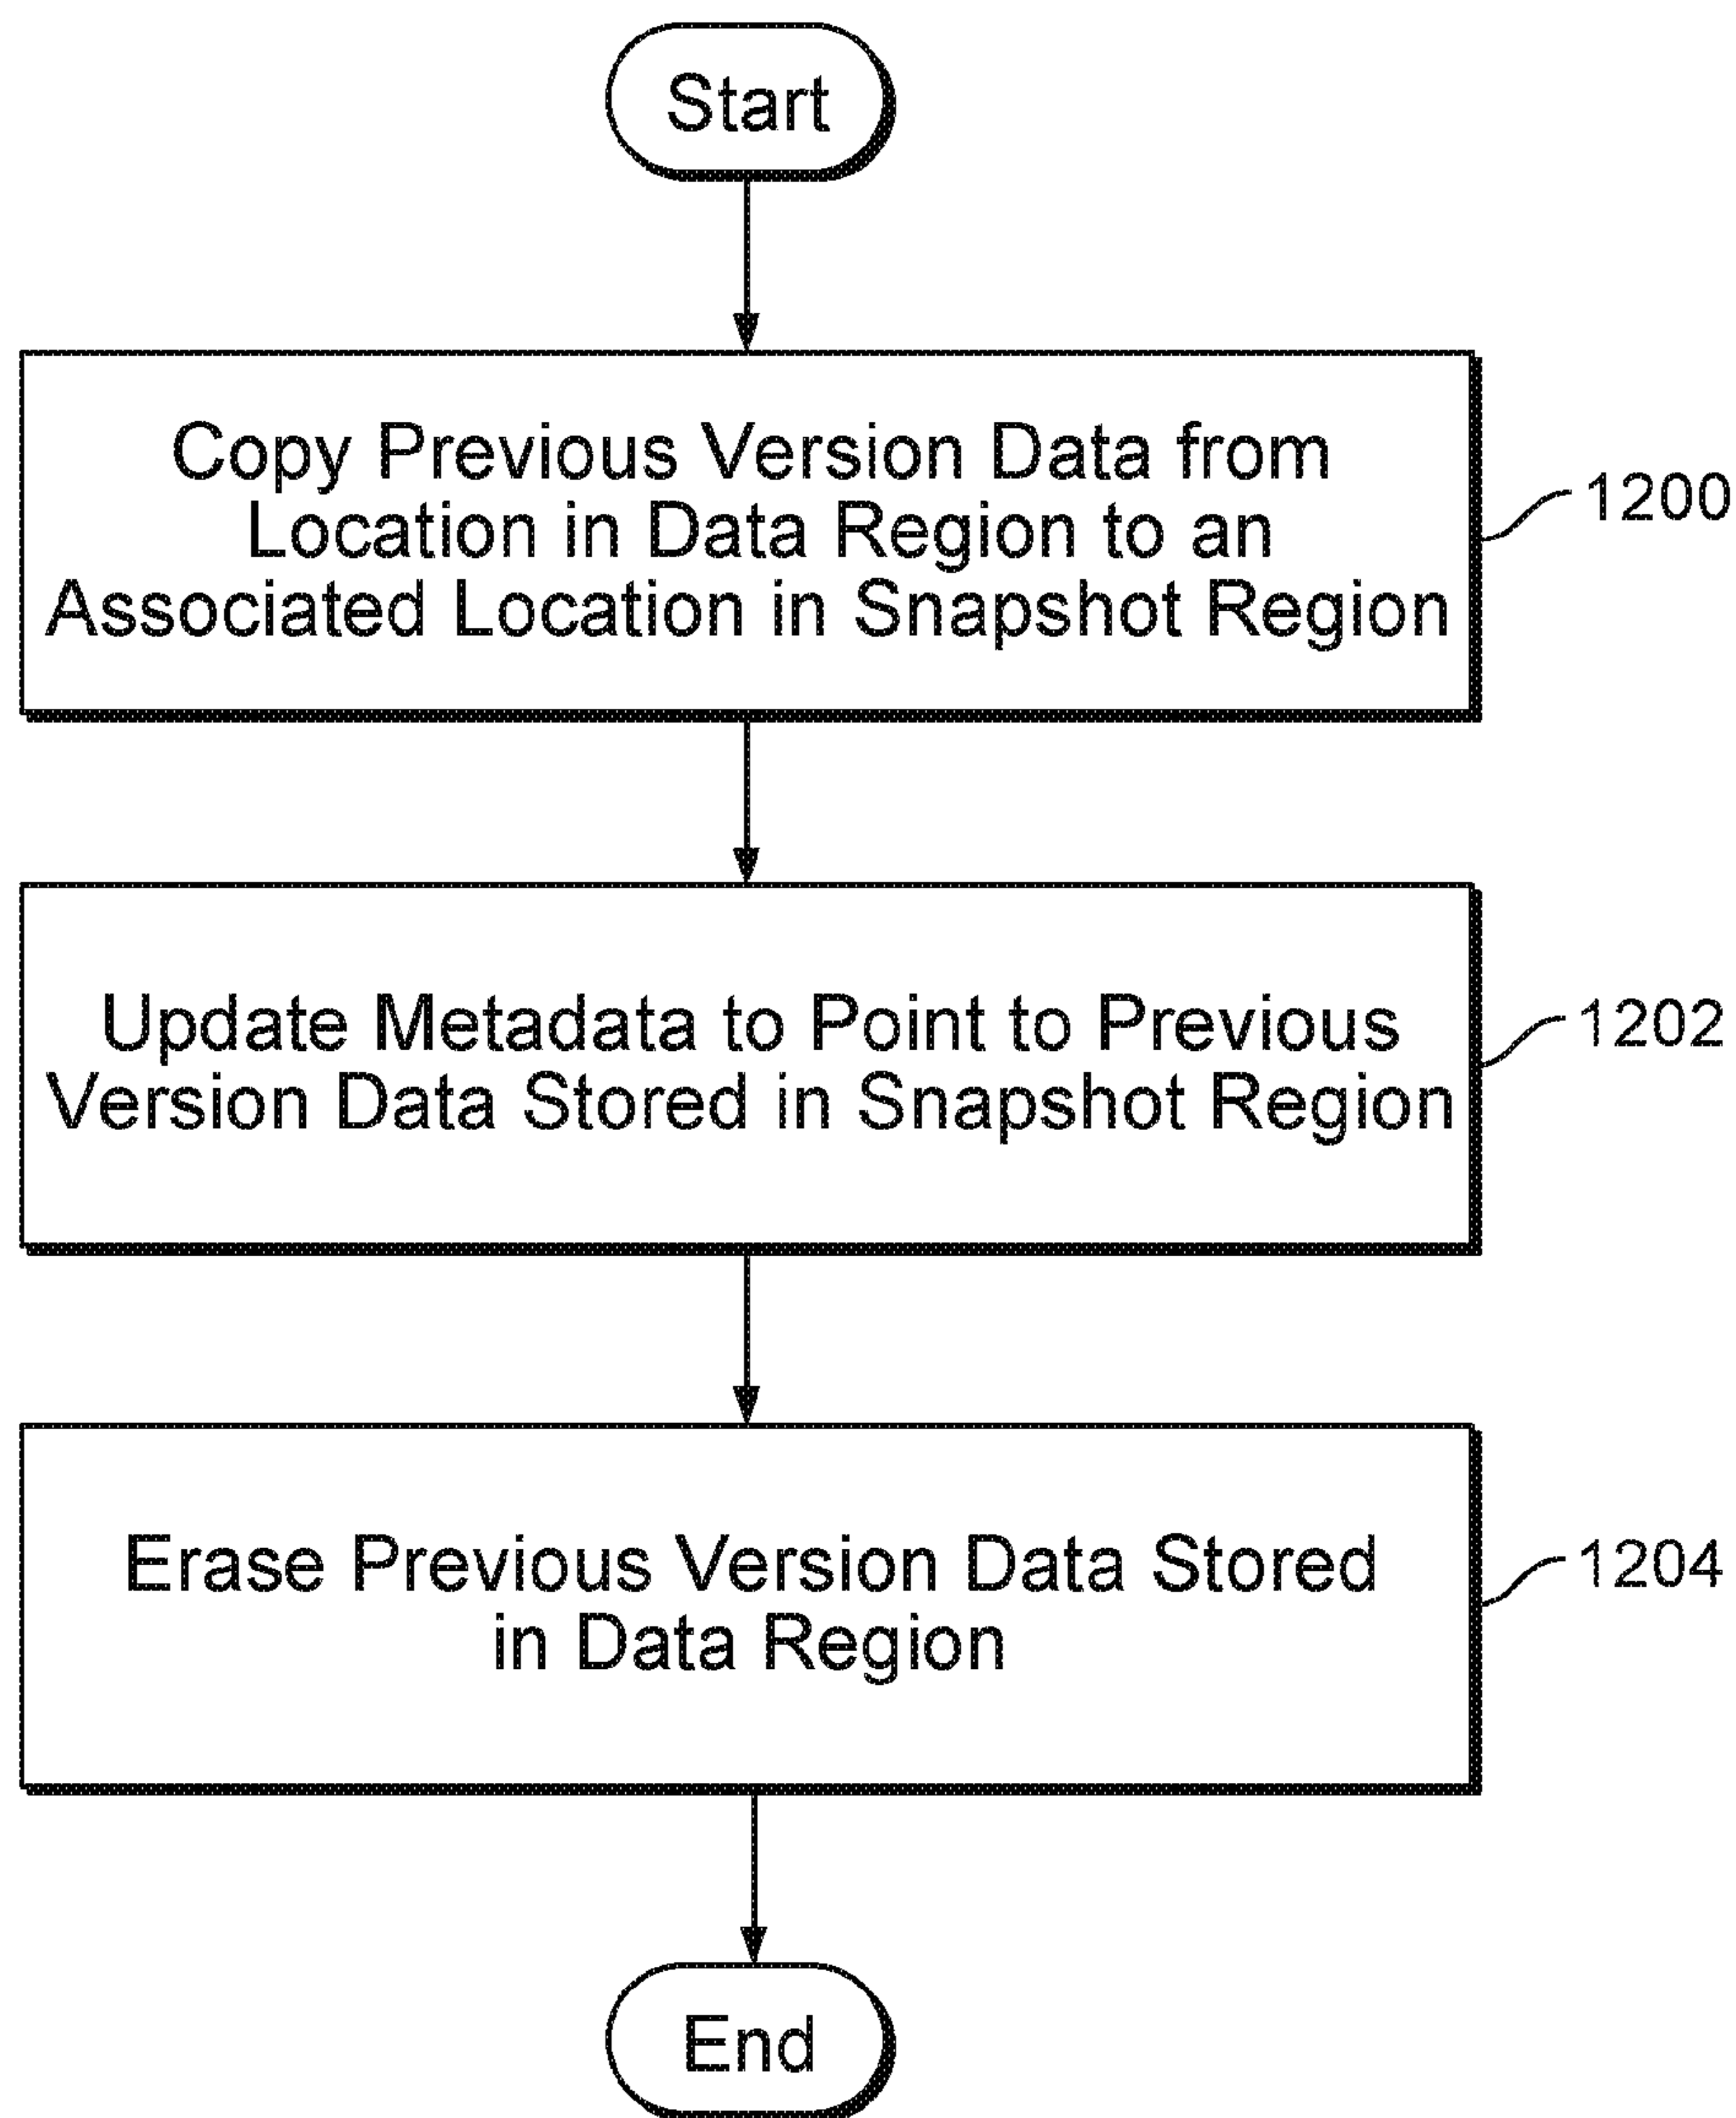 Start
Copy Previous Version Data from
Location in Data Region to an
Associated Location in Snapshot Region
1200
Update Metadata to Point to Previous
Version Data Stored in Snapshot Region
1202
Erase Previous Version Data Stored
in Data Region
1204
End